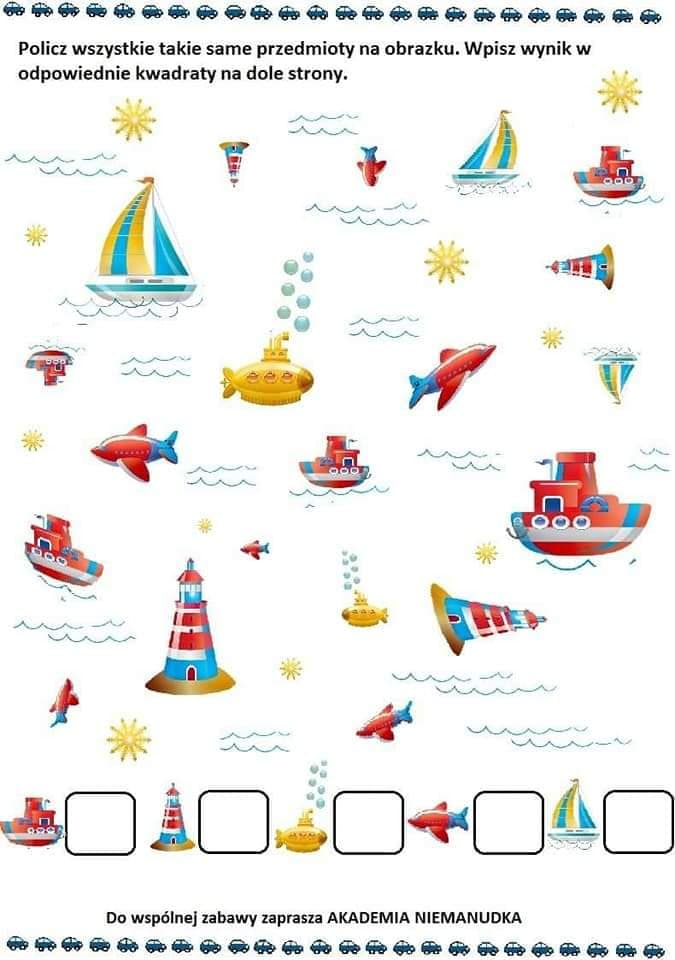 Policz wszystkie takie same przedmioty na obrazku. Wpisz wynik w
odpowiednie kwadraty na dole strony.
Do wspólnej zabawy zaprasza AKADEMIA NIEMANUDKA